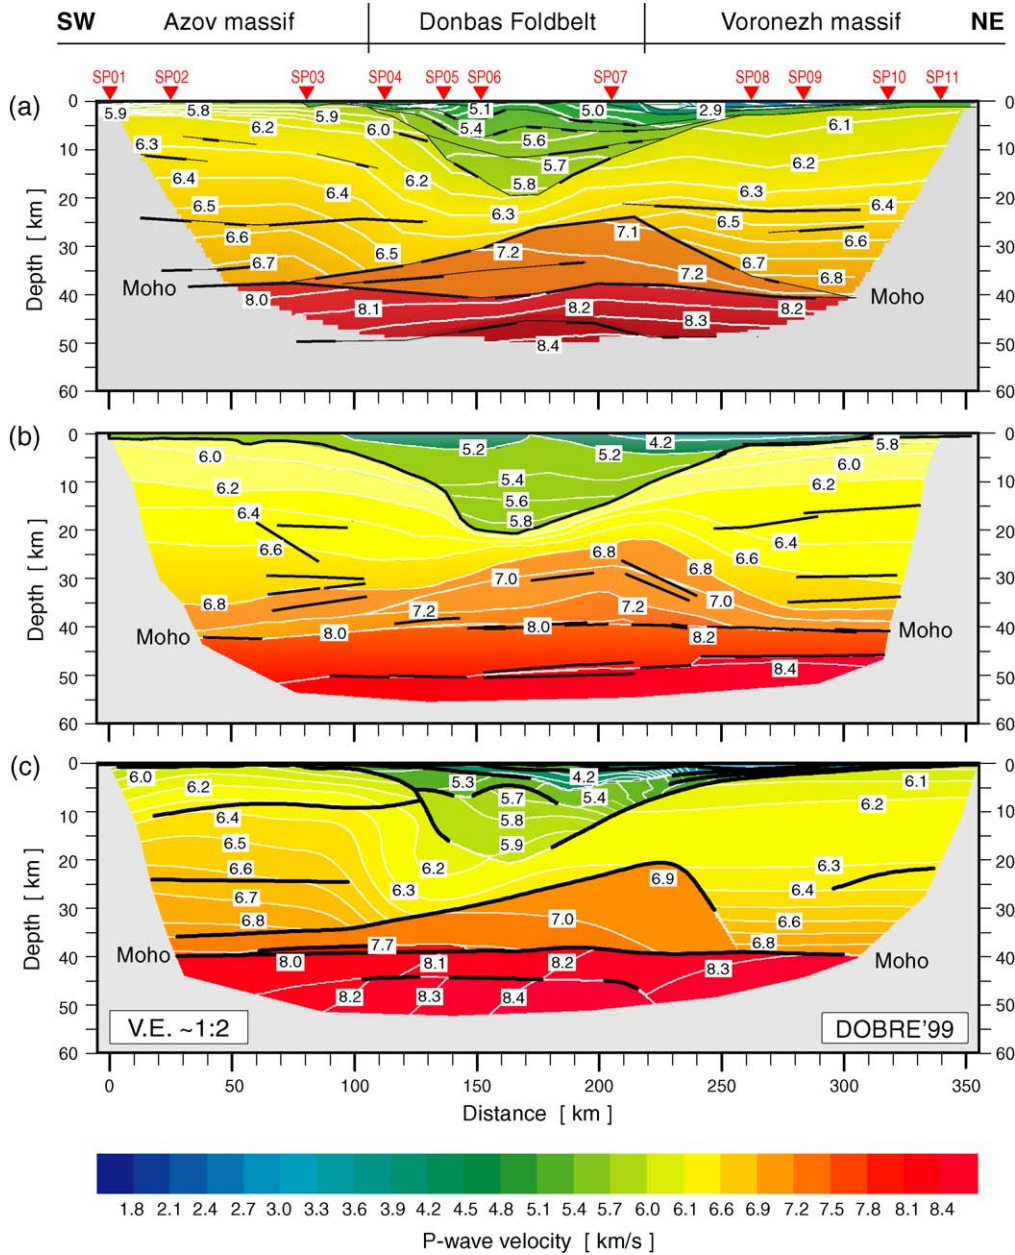 SW Azov massif Donbas Foldbelt Voronezh massif NE
SP01 SP02 SP03 SP04 SP05 SP06 SP07 SP08 SP09 SP10 SP11
(a)
0 5.9 5.8 5.9 5.1 5.0 2.9 0
6.2 6.0 5.4 5.6 6.1
10 6.3 5.7 6.2 10
6.4 6.4 6.2 5.8 6.3
20 6.5 6.3 6.5 6.4 20
6.6 7.1 6.6
30 6.7 6.5 7.2 7.2 6.7 6.8 30
Moho Moho
40 8.0 8.1 8.2 8.3 8.2 40
50 8.4 50
60 60
Depth [ km ]
(b)
0 5.2 5.2 4.2 5.8 0
6.0 6.0
10 6.2 5.4 5.6 6.2 10
6.4 5.8 6.4
20 6.6 6.8 6.6 20
30 7.0 6.8 30
6.8 7.2 7.2 7.0
40 Moho 8.0 8.0 8.2 Moho 40
50 8.4 50
60 60
Depth [ km ]
(c)
0 6.0 5.3 4.2 6.1 0
6.2 5.7 5.4 6.2
10 6.4 5.8 10
6.5 5.9
20 6.6 6.2 6.3 20
6.7 6.3 6.9 6.4
30 6.8 7.0 6.6 30
7.7 6.8
40 Moho 8.0 8.1 8.2 8.3 Moho 40
8.2 8.3 8.4
50 50
V.E. ~1:2 DOBRE'99
60 60
Depth [ km ]
0 50 100 150 200 250 300 350
Distance [ km ]
1.8 2.1 2.4 2.7 3.0 3.3 3.6 3.9 4.2 4.5 4.8 5.1 5.4 5.7 6.0 6.1 6.6 6.9 7.2 7.5 7.8 8.1 8.4
P-wave velocity [ km/s ]